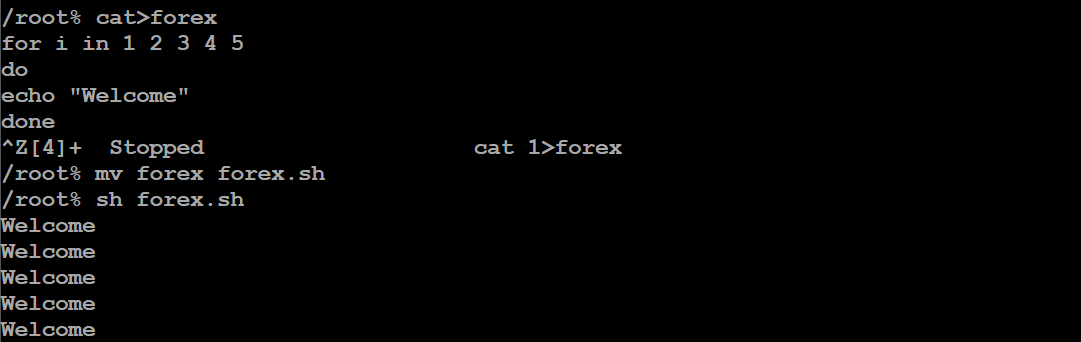 /root% cat>forex
for i in 1 2 3 4 5
do
echo "Welcome"
done
^Z[4]+  Stopped                    cat 1>forex
/root% mv forex forex.sh
/root% sh forex.sh
Welcome
Welcome
Welcome
Welcome
Welcome